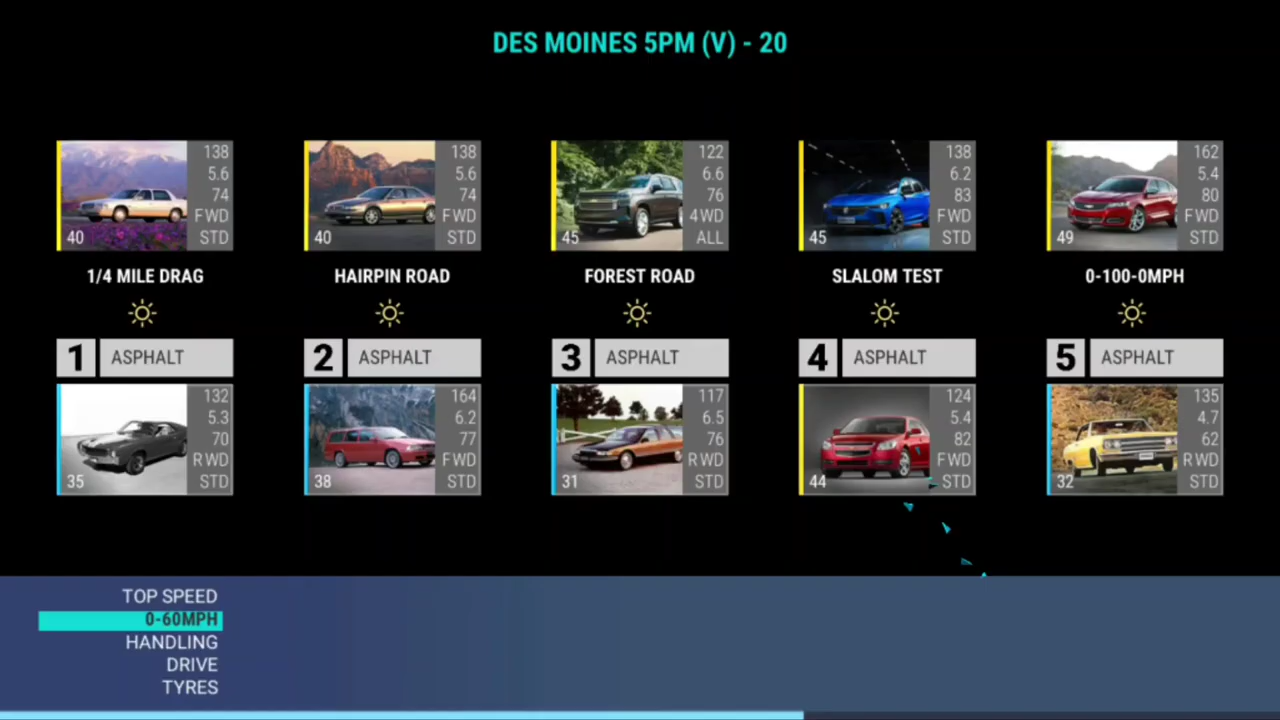 DES MOINES 5PM (V) - 20
138
5.6
74
FWD
STD
40
138
5.6
74
FWD
STD
40
122
6.6
76
4WD
ALL
45
138
6.2
83
FWD
STD
45
162
5.4
80
FWD
STD
49
1/4 MILE DRAG
HAIRPIN ROAD
FOREST ROAD
SLALOM TEST
0-100-0MPH
1 ASPHALT
2 ASPHALT
3 ASPHALT
4 ASPHALT
5 ASPHALT
132
5.3
70
RWD
STD
35
164
6.2
77
FWD
STD
38
117
6.5
76
RWD
STD
31
124
5.4
82
FWD
STD
44
135
4.7
62
RWD
STD
32
TOP SPEED
0-60MPH
HANDLING
DRIVE
TYRES